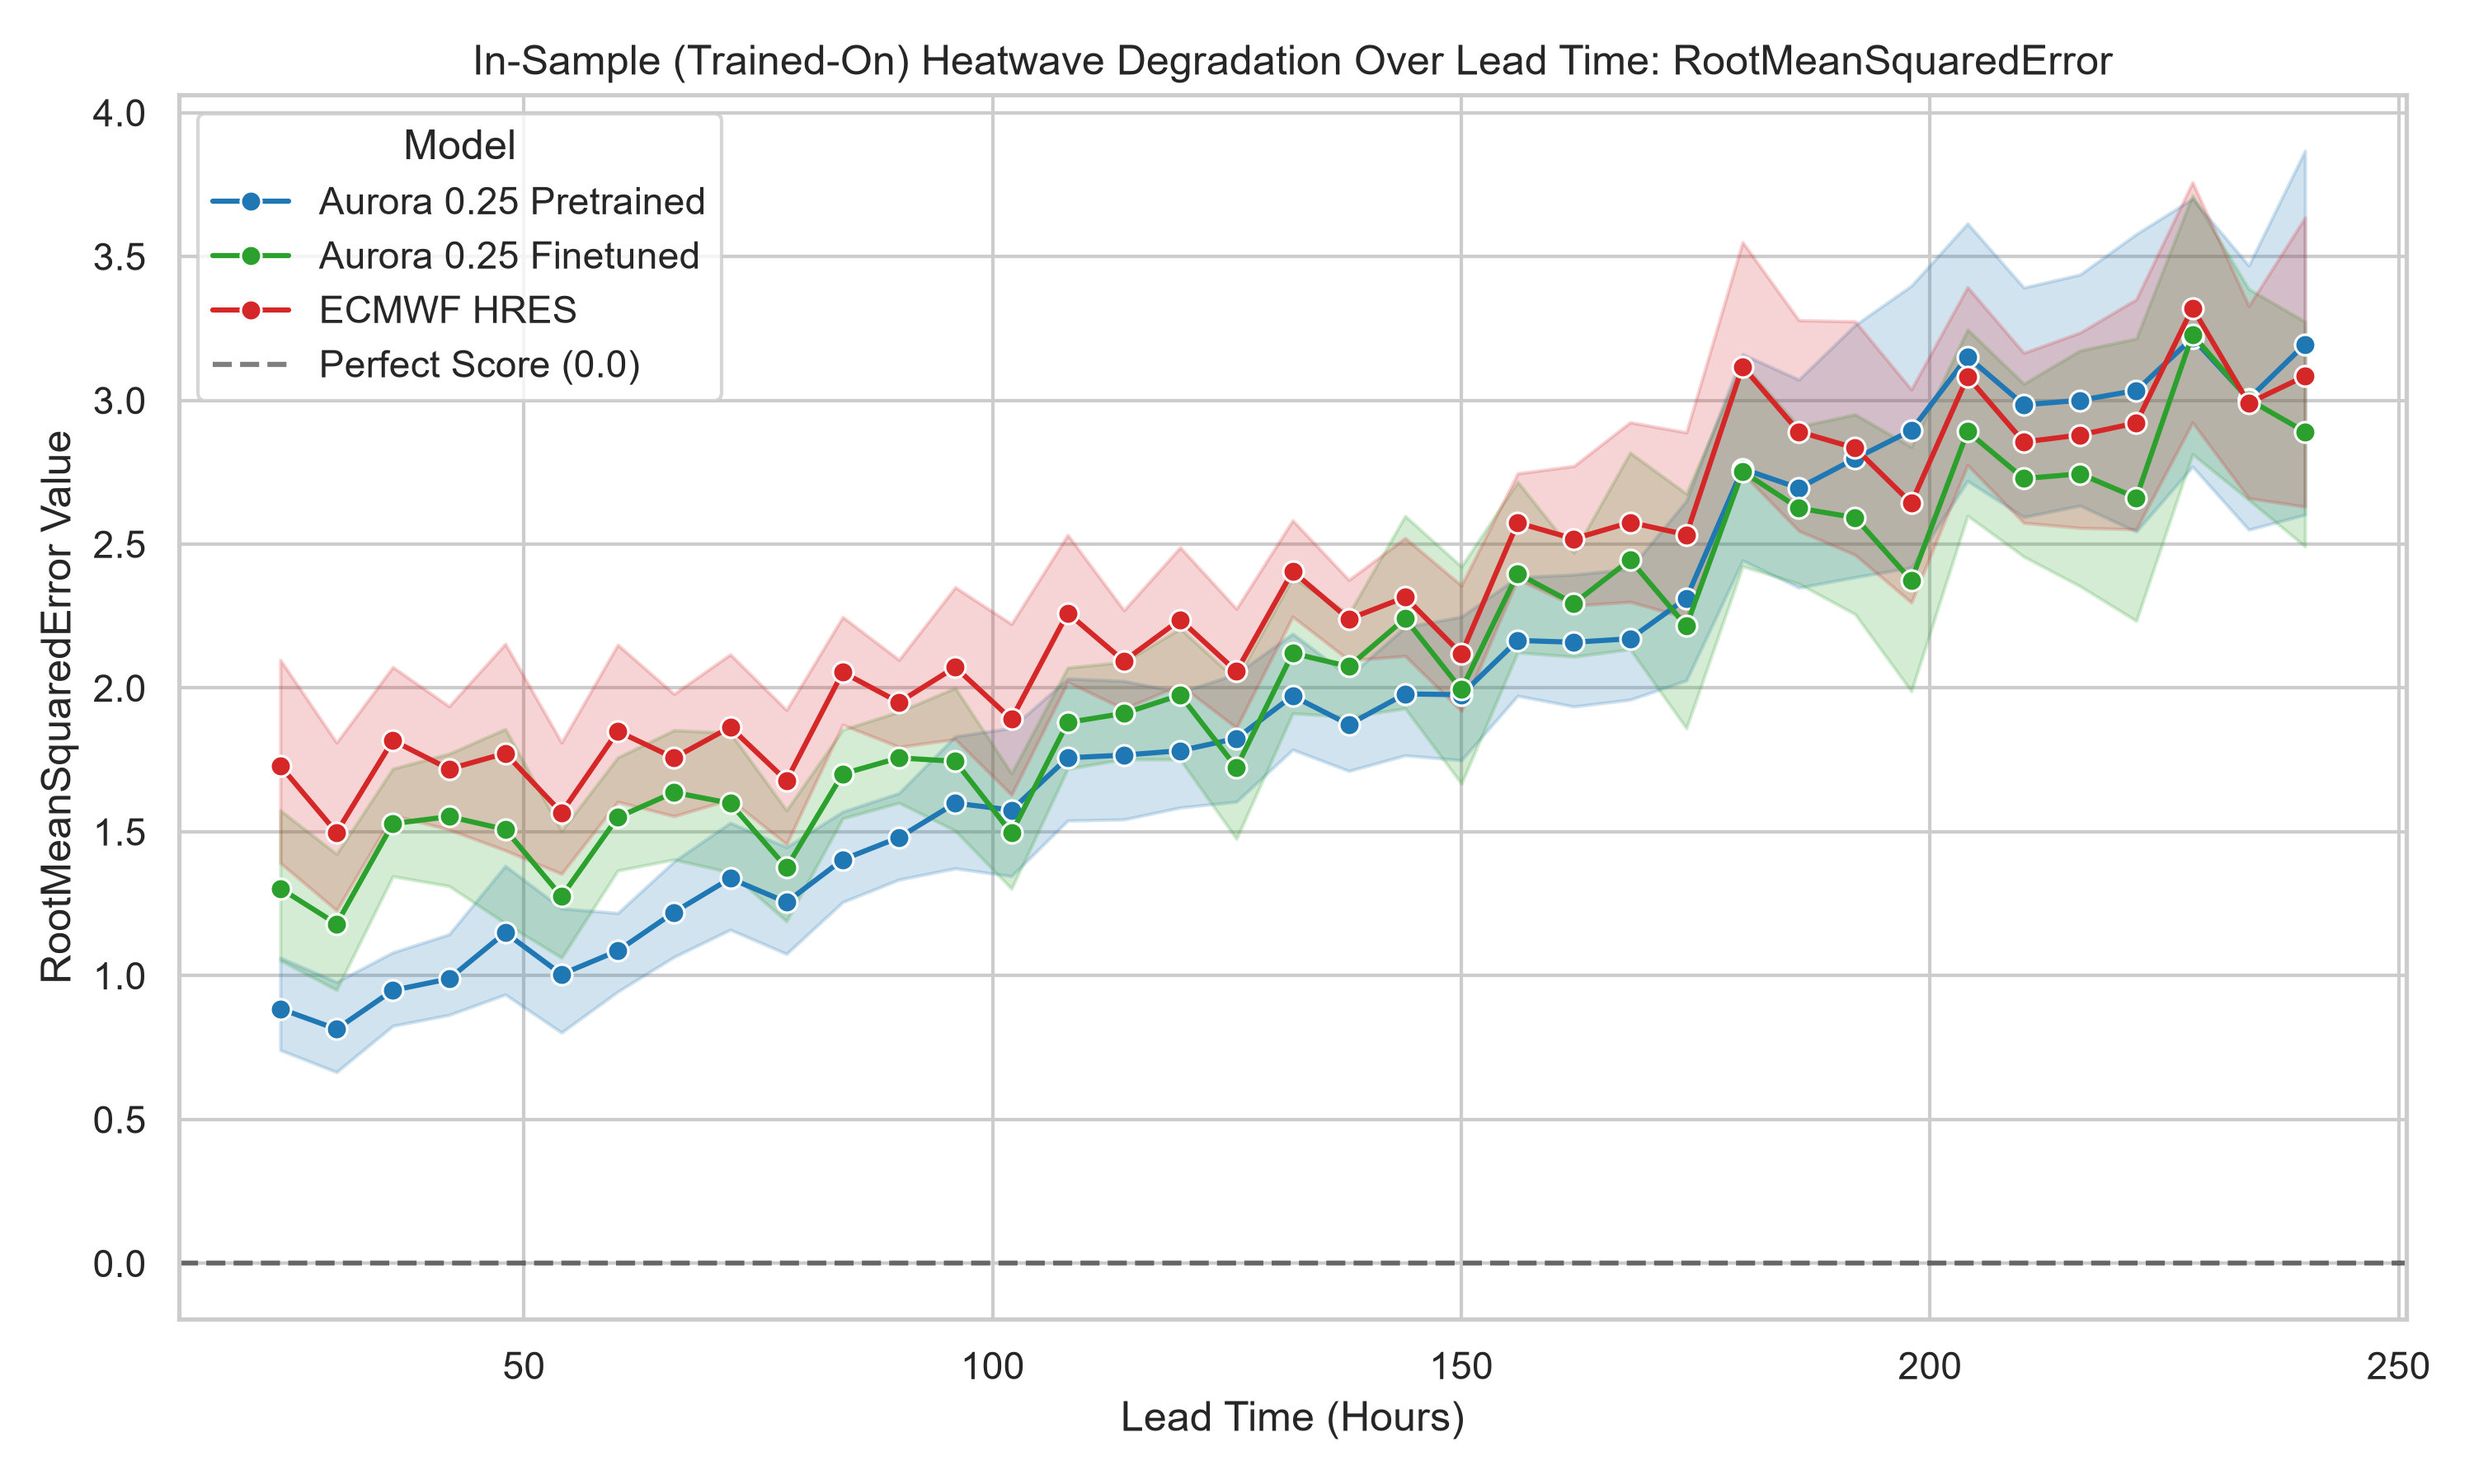 In-Sample (Trained-On) Heatwave Degradation Over Lead Time: RootMeanSquaredError
Model
Aurora 0.25 Pretrained
Aurora 0.25 Finetuned
ECMWF HRES
Perfect Score (0.0)
RootMeanSquaredError Value
4.0
3.5
3.0
2.5
2.0
1.5
1.0
0.5
0.0
50 100 150 200 250
Lead Time (Hours)